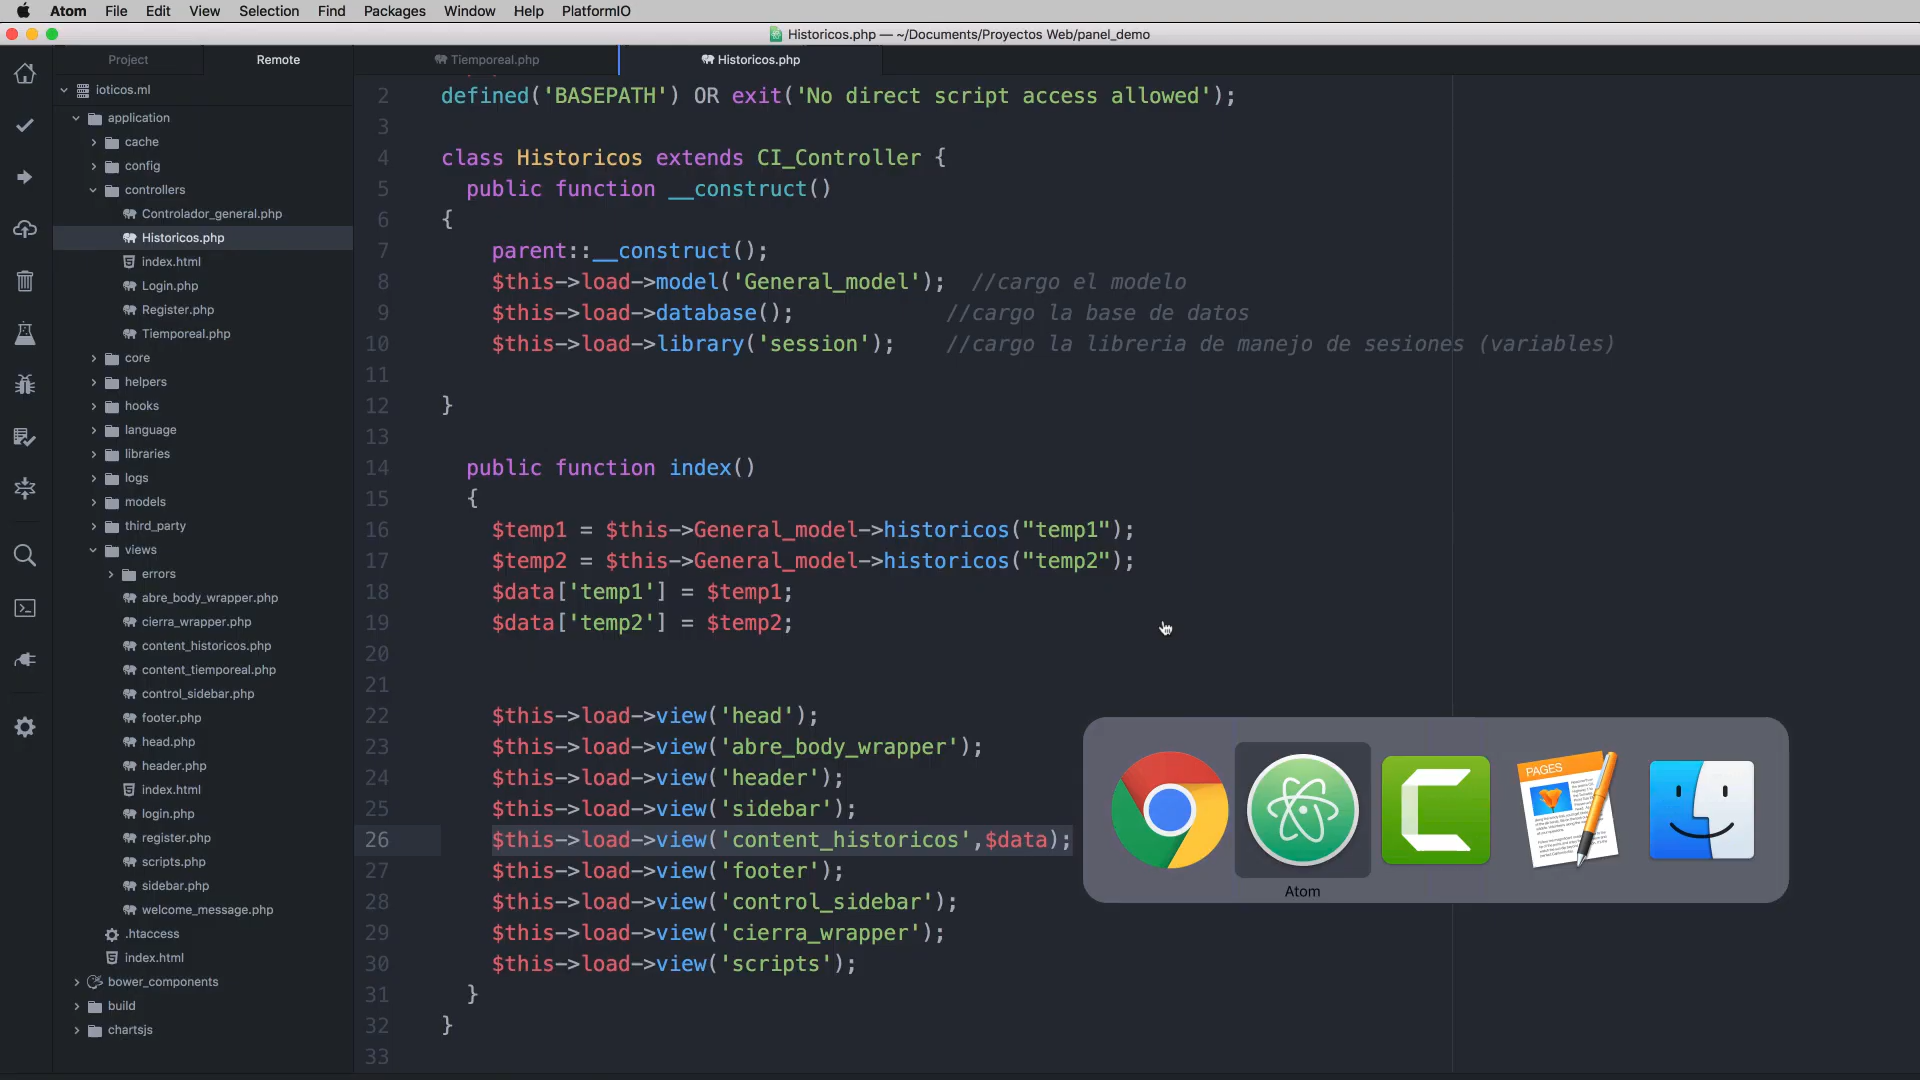 Atom File Edit View Selection Find Packages Window Help PlatformIO
Historicos.php — ~/Documents/Proyectos Web/panel_demo
Project Remote Tiemporeal.php Historicos.php
ioticos.ml
application
cache
config
controllers
Controlador_general.php
Historicos.php
index.html
Login.php
Register.php
Tiemporeal.php
core
helpers
hooks
language
libraries
logs
models
third_party
views
errors
abre_body_wrapper.php
cierra_wrapper.php
content_historicos.php
content_tiemporeal.php
control_sidebar.php
footer.php
head.php
header.php
index.html
login.php
register.php
scripts.php
sidebar.php
welcome_message.php
.htaccess
index.html
bower_components
build
chartsjs
2 defined('BASEPATH') OR exit('No direct script access allowed');
3
4 class Historicos extends CI_Controller {
5 public function __construct()
6 {
7 parent::__construct();
8 $this->load->model('General_model'); //cargo el modelo
9 $this->load->database(); //cargo la base de datos
10 $this->load->library('session'); //cargo la libreria de manejo de sesiones (variables)
11
12 }
13
14 public function index()
15 {
16 $temp1 = $this->General_model->historicos("temp1");
17 $temp2 = $this->General_model->historicos("temp2");
18 $data['temp1'] = $temp1;
19 $data['temp2'] = $temp2;
20
21
22 $this->load->view('head');
23 $this->load->view('abre_body_wrapper');
24 $this->load->view('header');
25 $this->load->view('sidebar');
26 $this->load->view('content_historicos',$data);
27 $this->load->view('footer');
28 $this->load->view('control_sidebar');
29 $this->load->view('cierra_wrapper');
30 $this->load->view('scripts');
31 }
32 }
33
PAGES
Atom